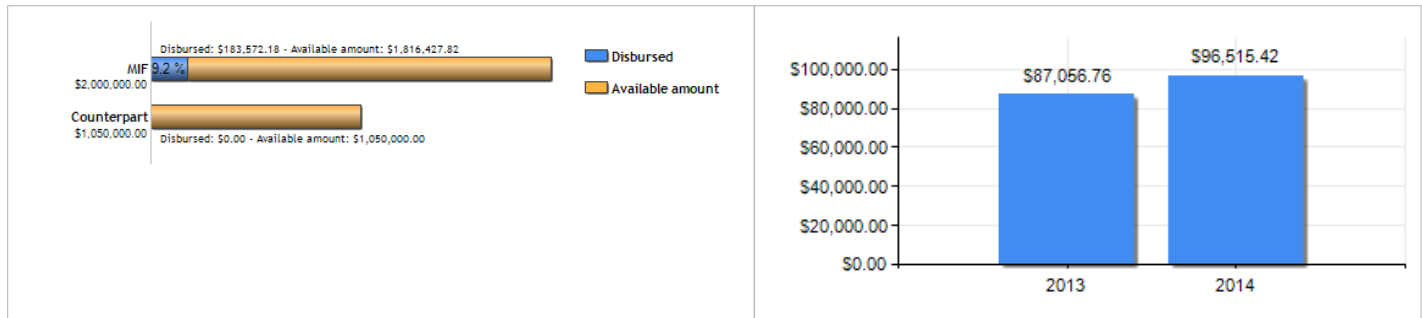 Disbursed: $183,572.18 - Available amount: $1,816,427.82
MIF
9.2 %
$2,000,000.00
Counterpart
$1,050,000.00
Disbursed: $0.00 - Available amount: $1,050,000.00
Disbursed
Available amount
$100,000.00
$80,000.00
$60,000.00
$40,000.00
$20,000.00
$0.00
$87,056.76
$96,515.42
2013
2014